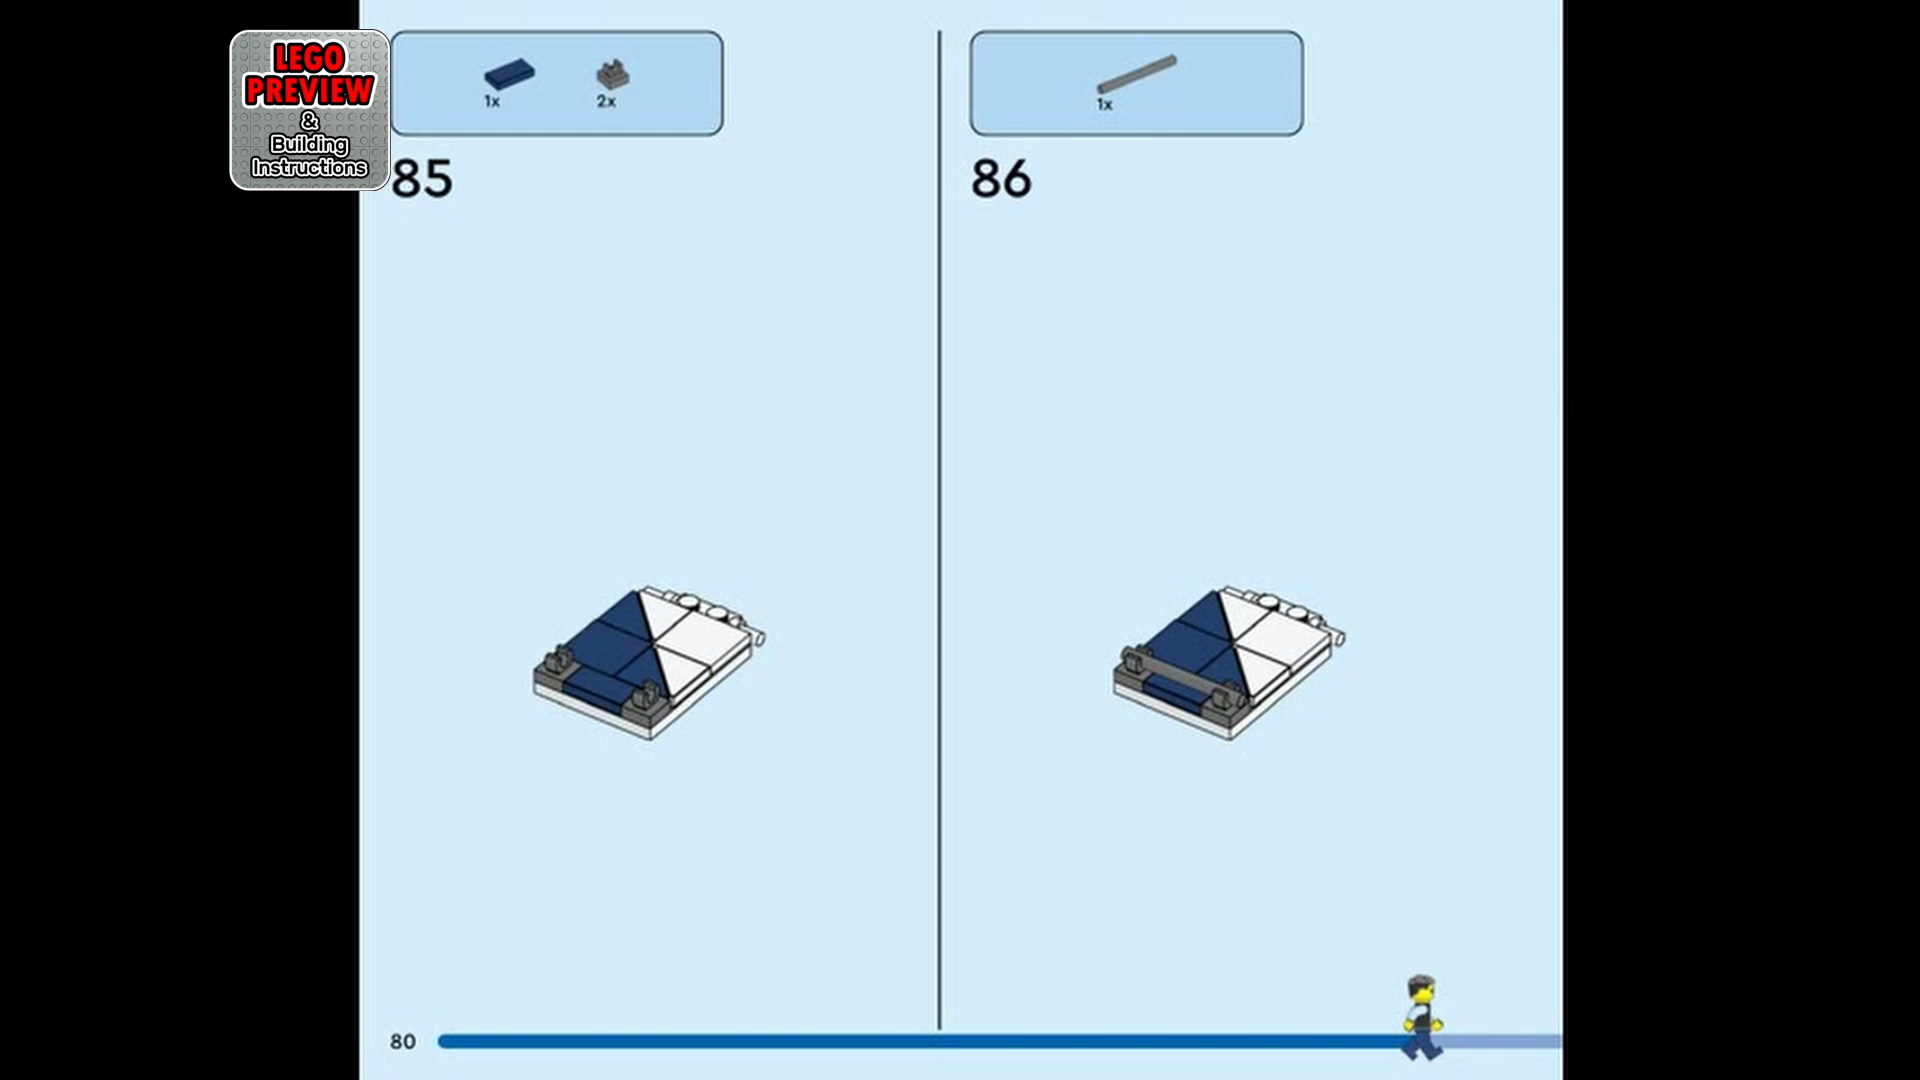 LEGO
PREVIEW
&
Building
Instructions
1x
2x
85
1x
86
80